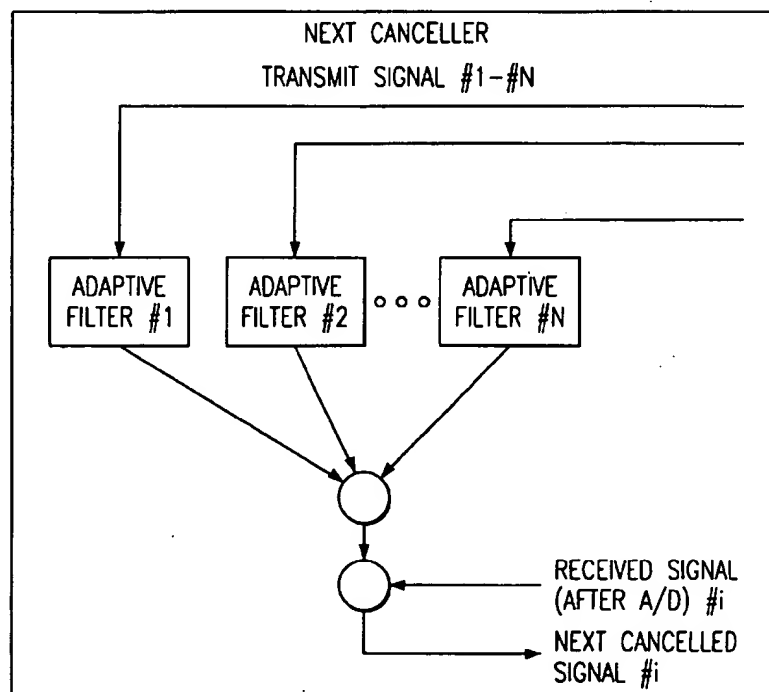 NEXT CANCELLER
TRANSMIT SIGNAL #1-#N
ADAPTIVE
FILTER #1
ADAPTIVE
FILTER #2
ADAPTIVE
FILTER #N
RECEIVED SIGNAL
(AFTER A/D) #i
NEXT CANCELLED
SIGNAL #i